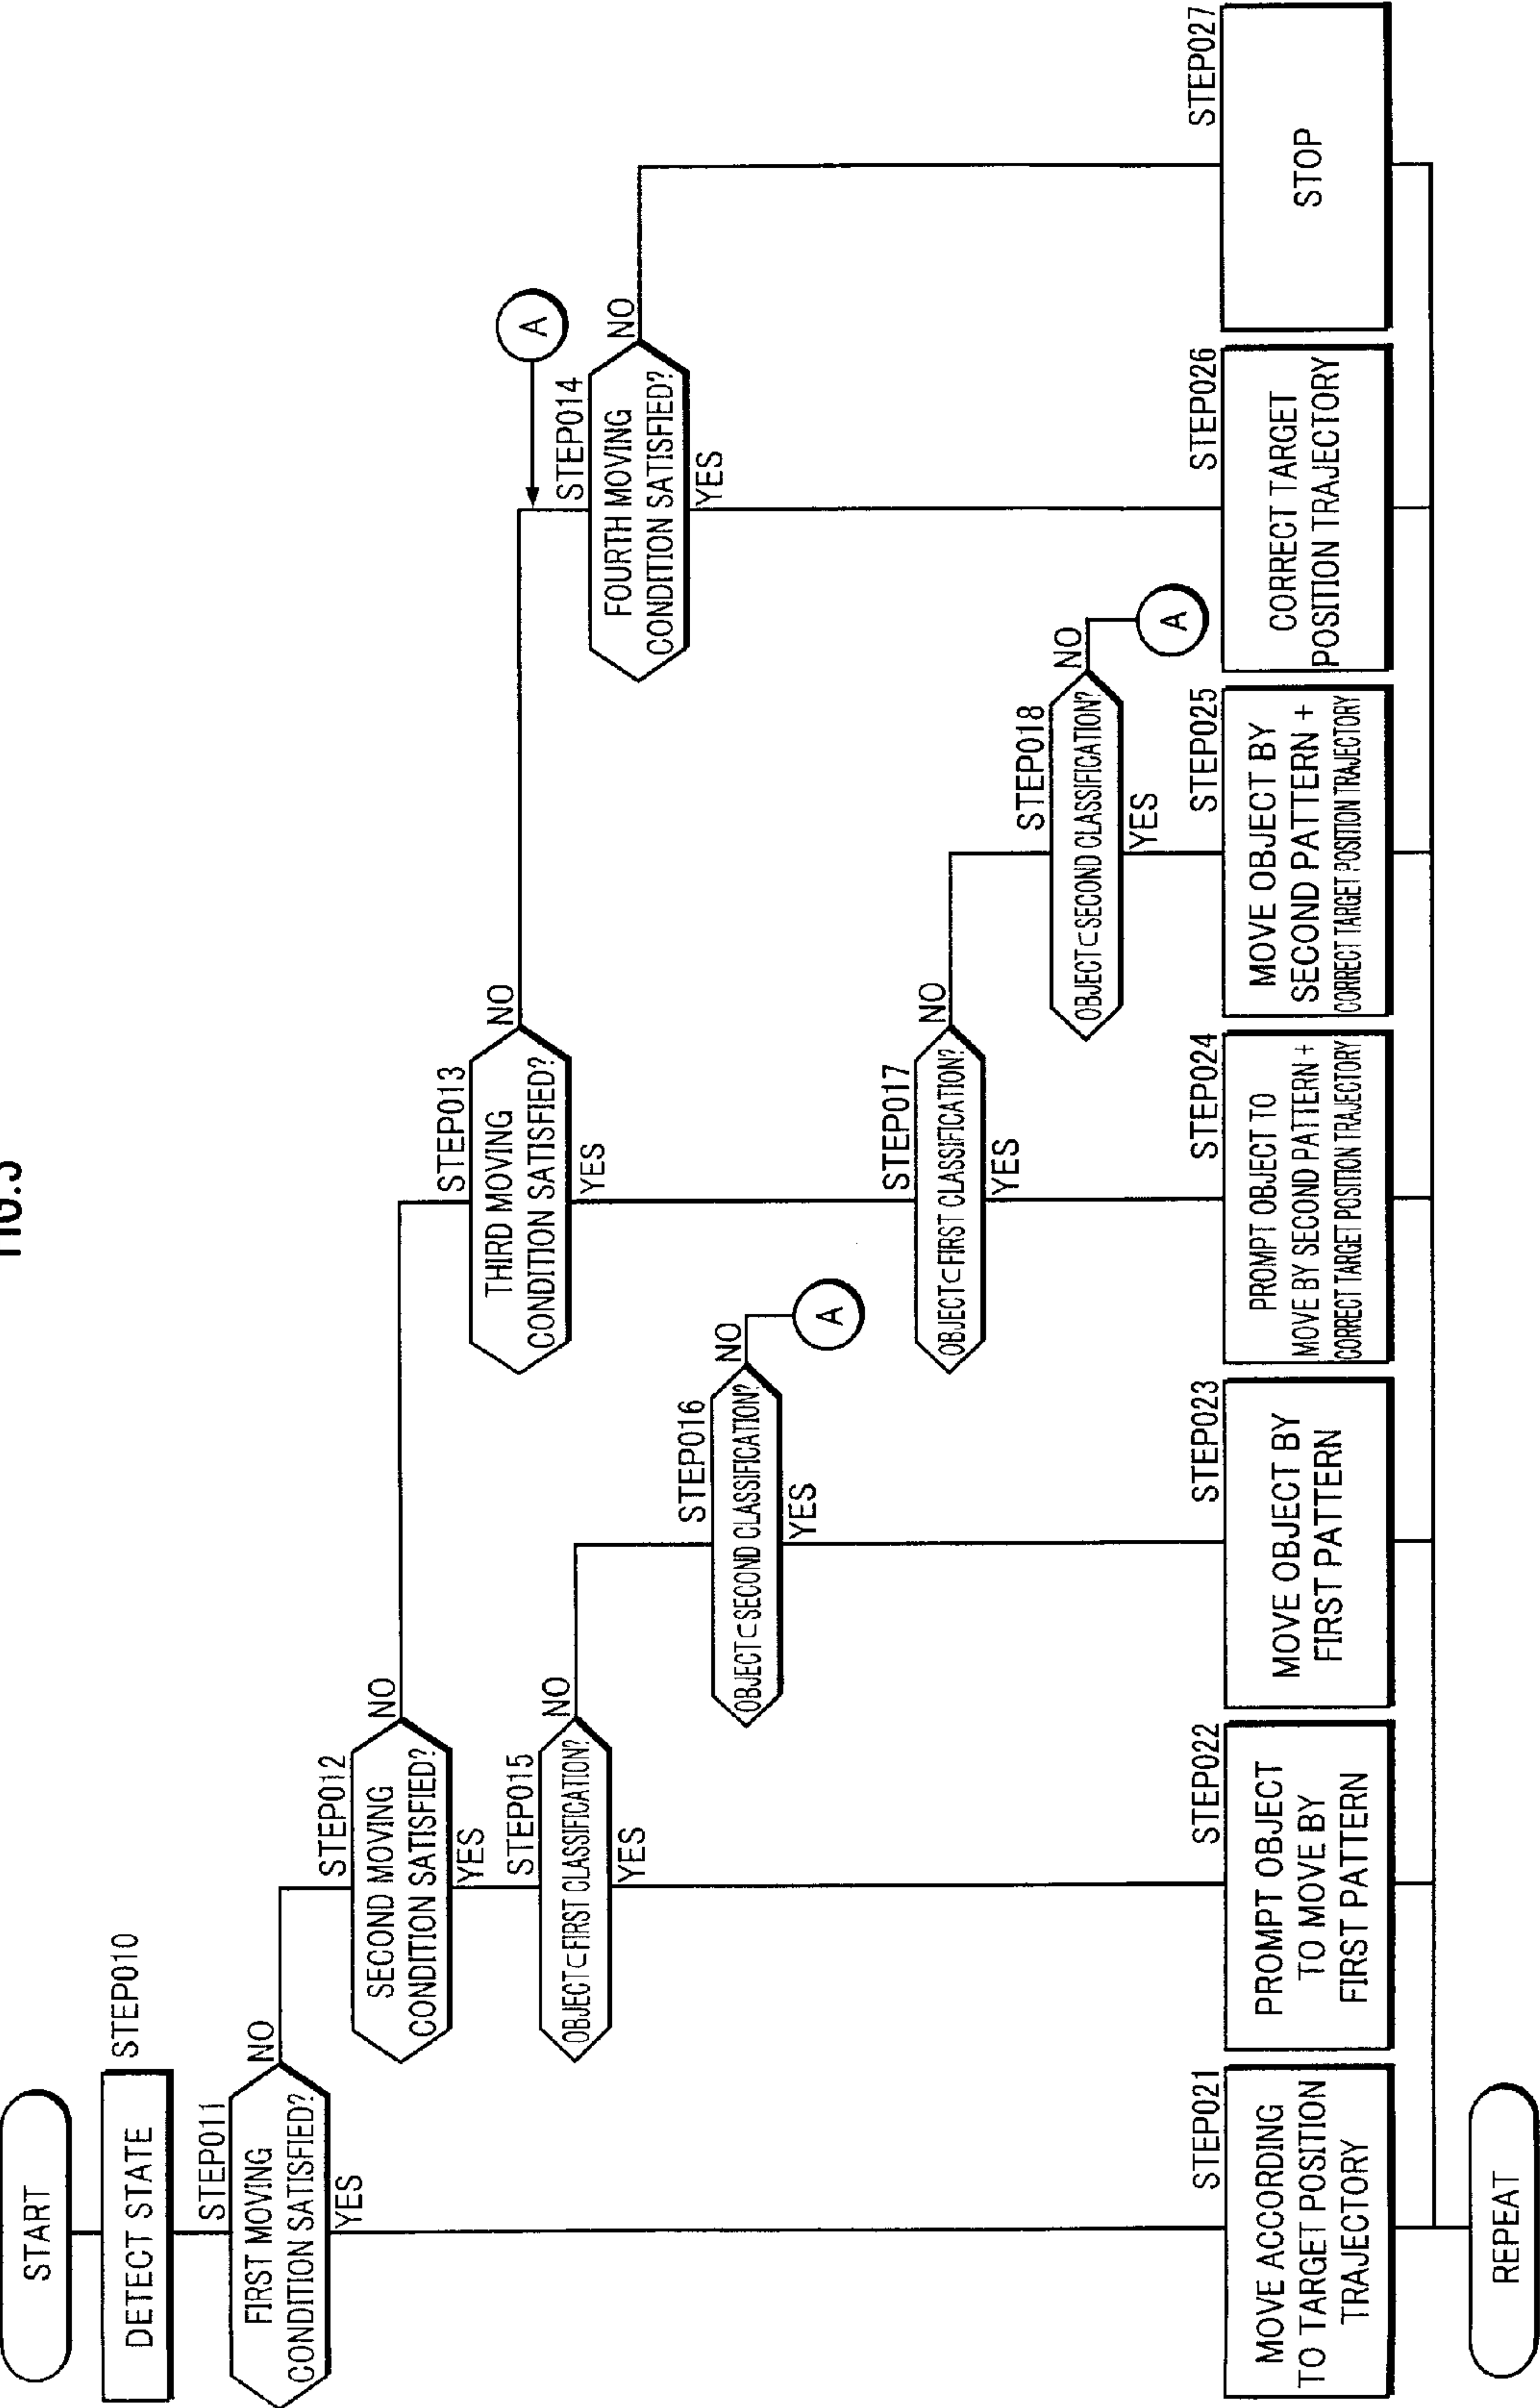 START
DETECT STATE
STEP010
STEP011
FIRST MOVING
CONDITION SATISFIED?
NO
YES
STEP012
SECOND MOVING
CONDITION SATISFIED?
NO
YES
STEP013
THIRD MOVING
CONDITION SATISFIED?
NO
YES
A
STEP014
FOURTH MOVING
CONDITION SATISFIED?
NO
YES
STEP015
OBJECT⊂FIRST CLASSIFICATION?
NO
YES
STEP016
OBJECT⊂SECOND CLASSIFICATION?
NO
YES
A
STEP017
OBJECT⊂FIRST CLASSIFICATION?
NO
YES
STEP018
OBJECT⊂SECOND CLASSIFICATION?
NO
YES
A
STEP021
MOVE ACCORDING
TO TARGET POSITION
TRAJECTORY
STEP022
PROMPT OBJECT
TO MOVE BY
FIRST PATTERN
STEP023
MOVE OBJECT BY
FIRST PATTERN
STEP024
PROMPT OBJECT TO
MOVE BY SECOND PATTERN +
CORRECT TARGET POSITION TRAJECTORY
STEP025
MOVE OBJECT BY
SECOND PATTERN +
CORRECT TARGET POSITION TRAJECTORY
STEP026
CORRECT TARGET
POSITION TRAJECTORY
STEP027
STOP
REPEAT